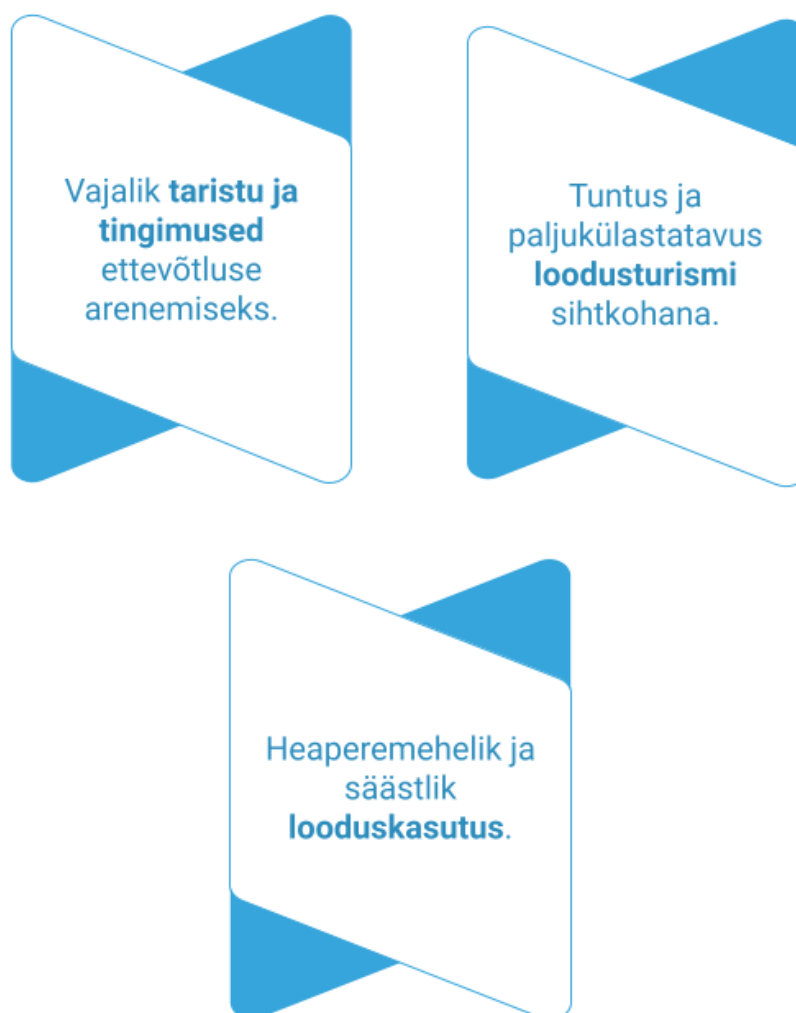 Vajalik taristu ja
tingimused
ettevõtluse
arenemiseks.
Tuntus ja
paljukülastatavus
loodusturismi
sihtkohana.
Heaperemehelik ja
säästlik
looduskasutus.